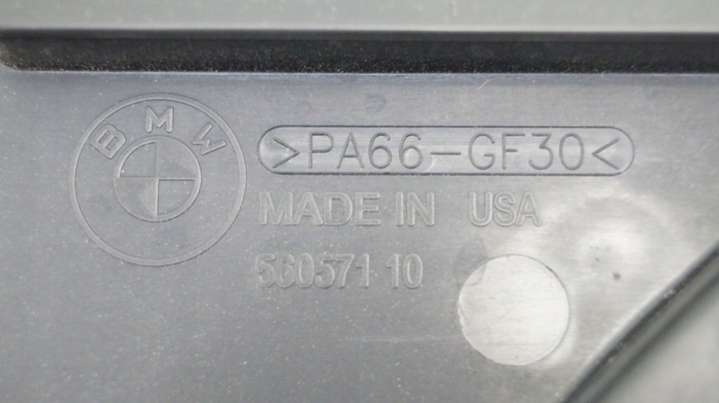 BMW
>PA66-GF30<
MADE IN USA
560571 10